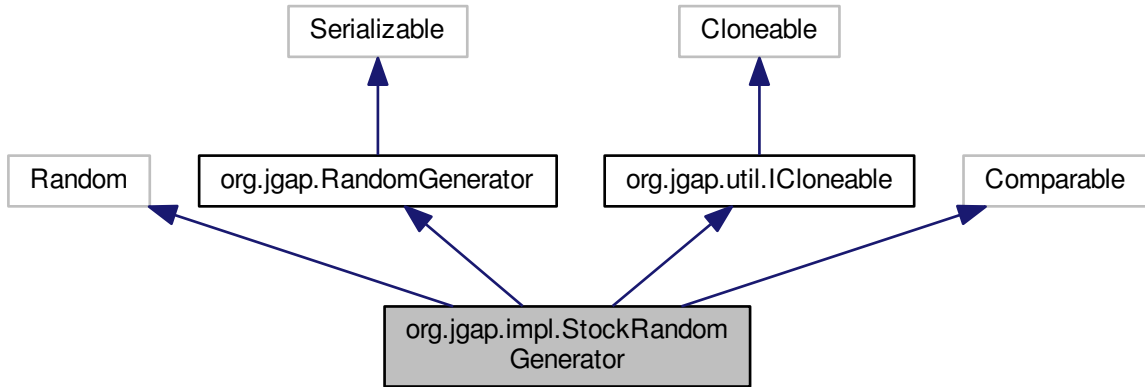 Serializable
Cloneable
Random
org.jgap.RandomGenerator
org.jgap.util.ICloneable
Comparable
org.jgap.impl.StockRandom
Generator